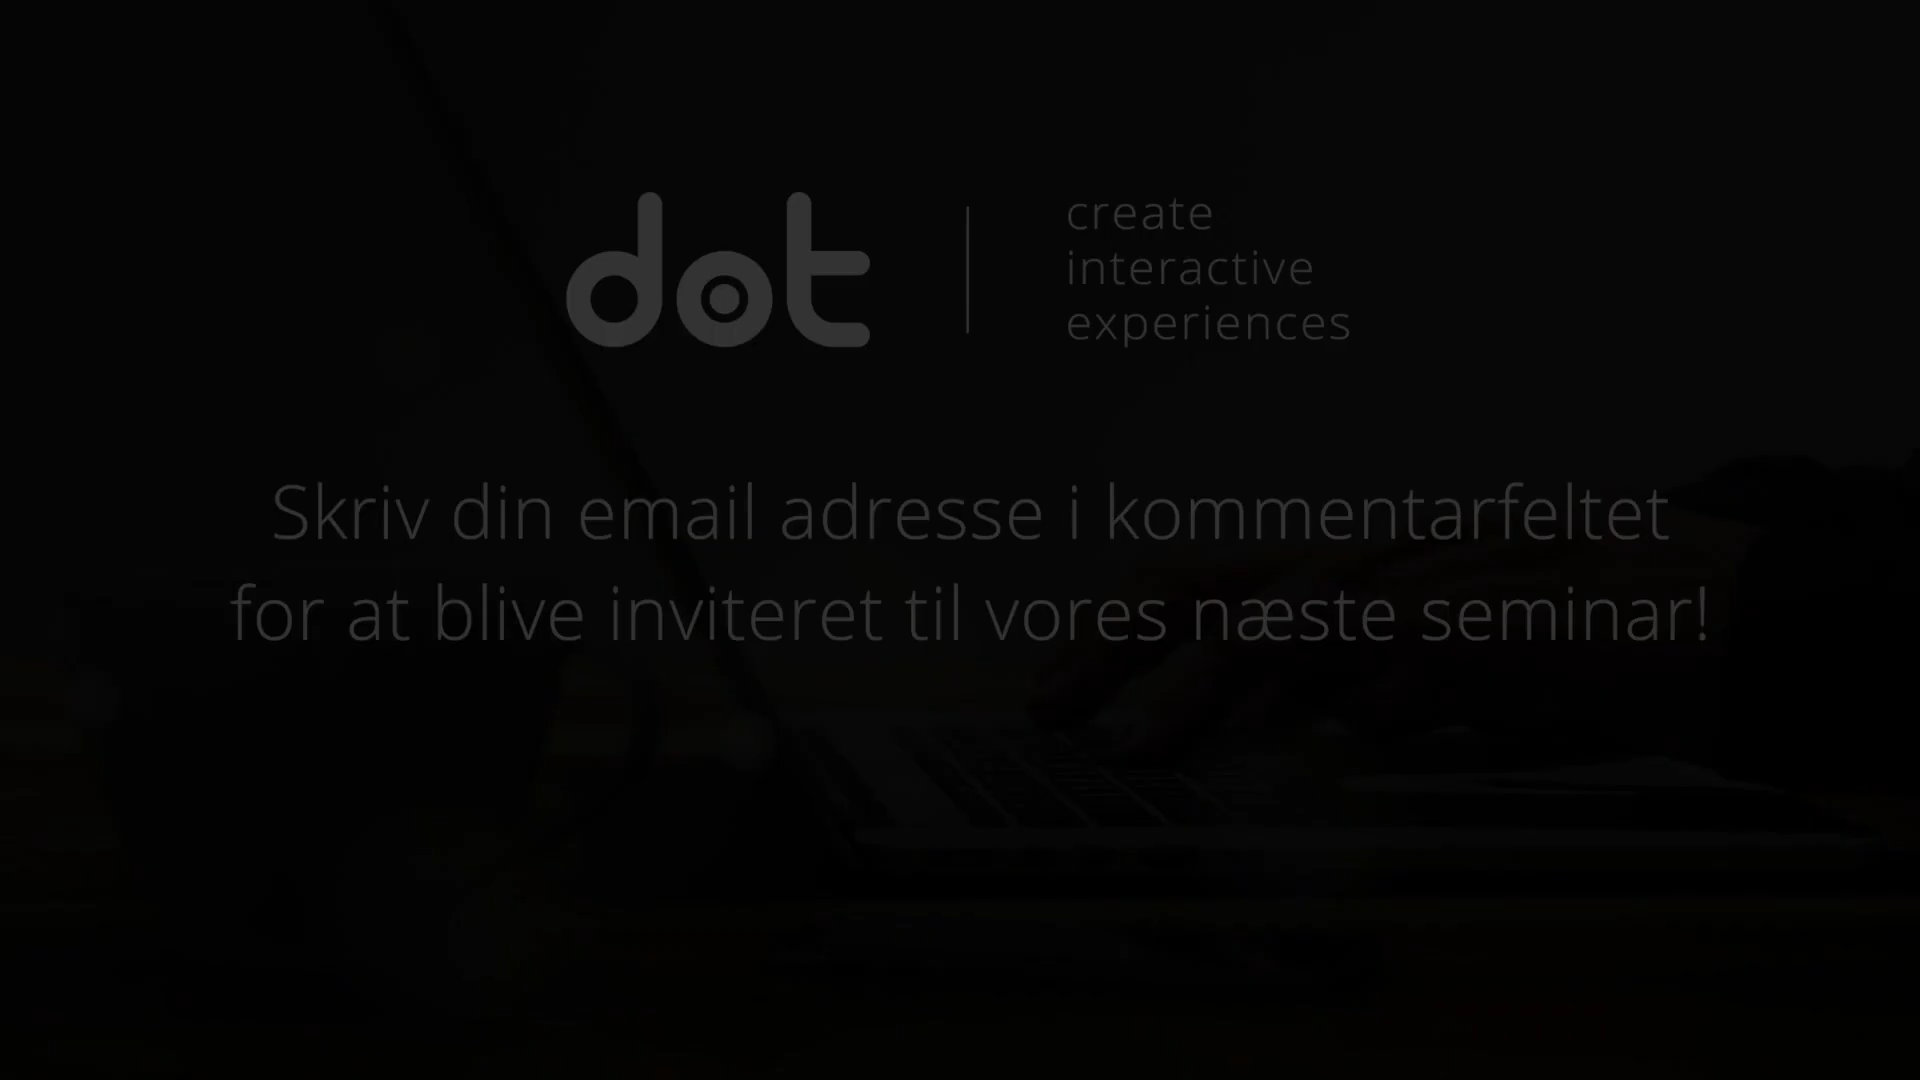 dot
create
interactive
experiences
Skriv din email adresse i kommentarfeltet
for at blive inviteret til vores næste seminar!